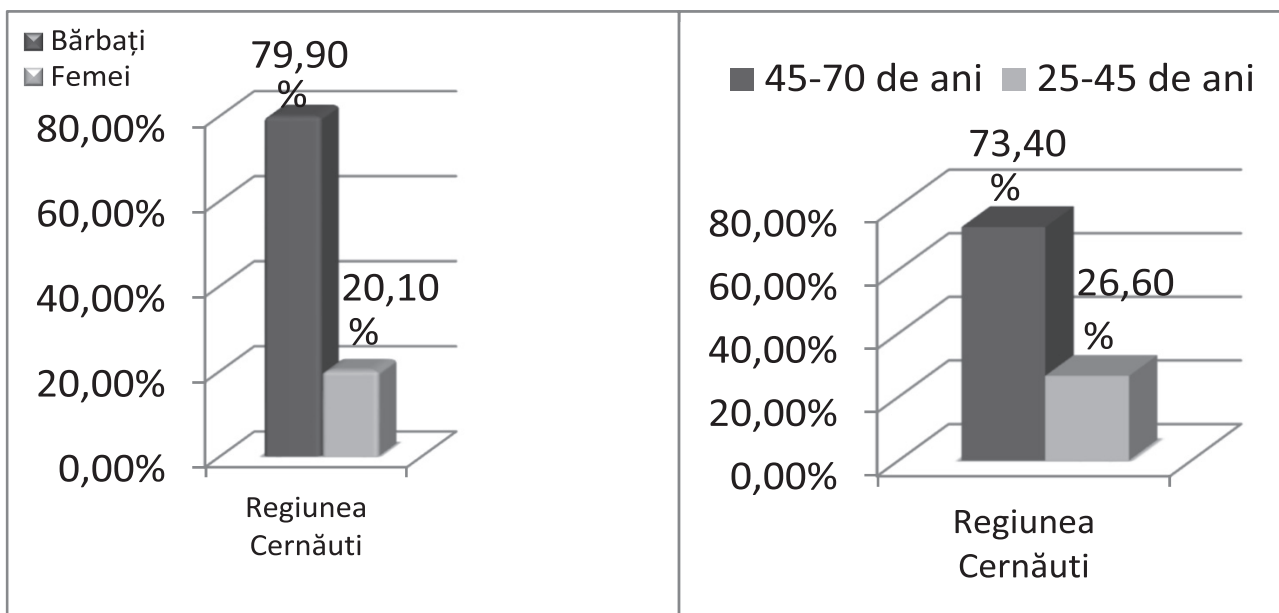 Bărbați
Femei
79,90
%
80,00%
60,00%
40,00%
20,00%
0,00%
20,10
%
Regiunea
Cernăuti
45-70 de ani 25-45 de ani
73,40
%
80,00%
60,00%
40,00%
20,00%
0,00%
26,60
%
Regiunea
Cernăuti